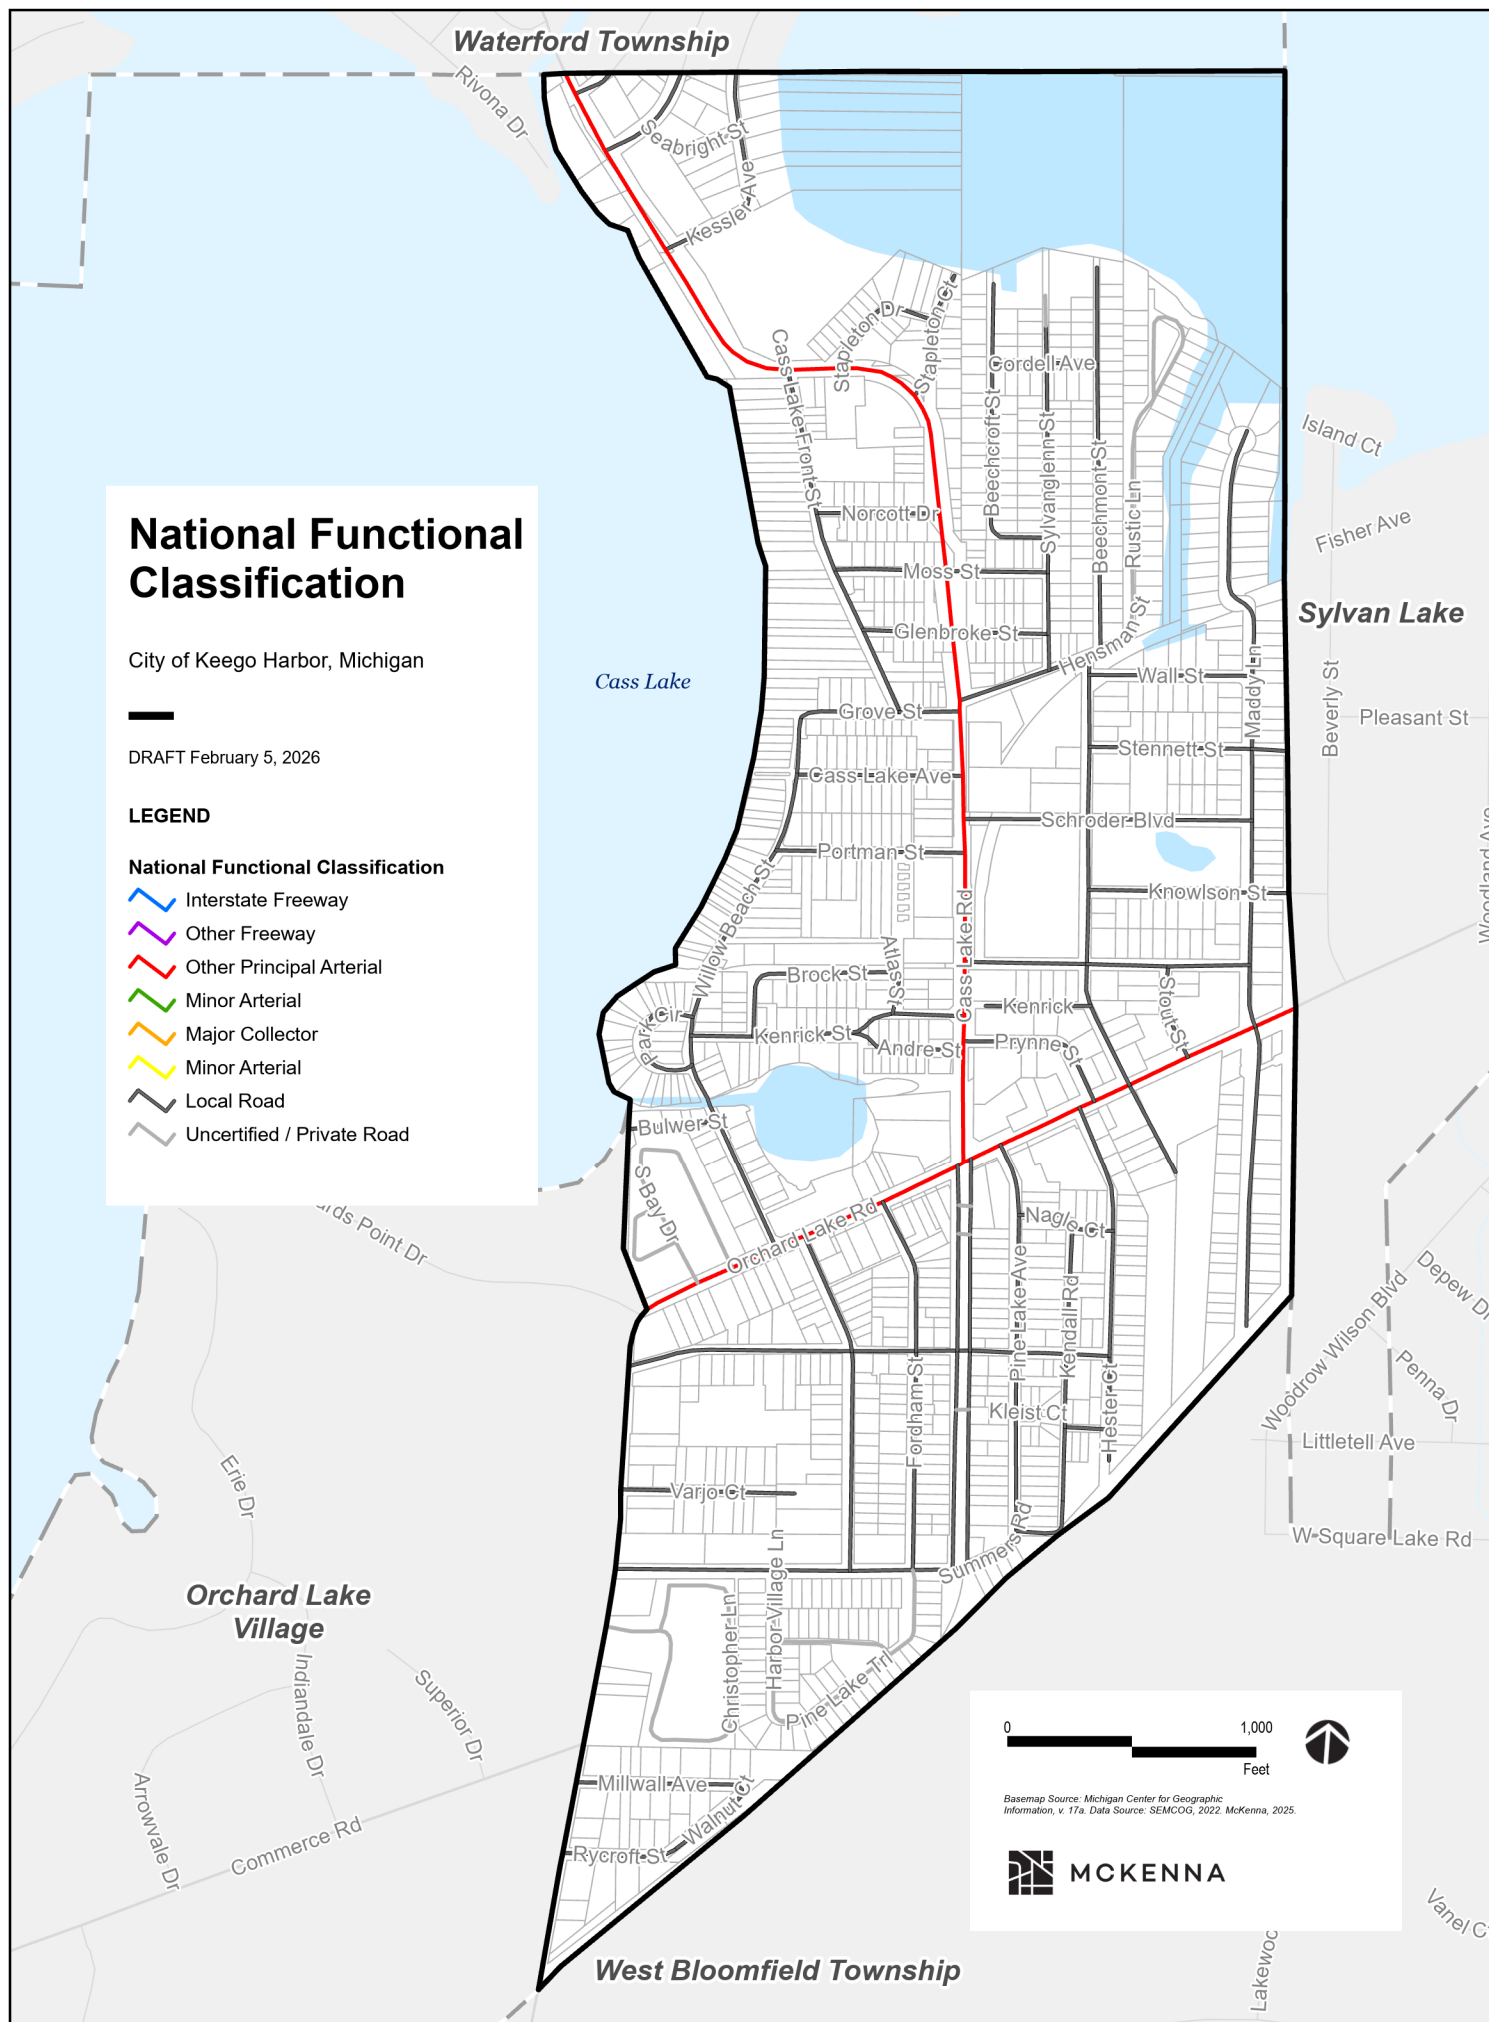 Waterford Township
Rivona Dr
Seabright St
Kessler Ave
Stapleton Dr
Stapleton Ct
Cass Lake Front St
Cordell Ave
Beechcroft St
Sylvanglenn St
Beechmont St
Rustic Ln
Island Ct
Fisher Ave
National Functional
Classification
Norcott Dr
Moss St
Glenbroke St
Hensman St
Sylvan Lake
City of Keego Harbor, Michigan
Cass Lake
Wall St
Maddy Ln
Beverly St
Pleasant St
Grove St
Stennett St
DRAFT February 5, 2026
Cass Lake Ave
LEGEND
Schroder Blvd
Portman St
Woodland Ave
National Functional Classification
Interstate Freeway
Other Freeway
Other Principal Arterial
Minor Arterial
Major Collector
Minor Arterial
Local Road
Uncertified / Private Road
Knowlson St
Willow Beach St
Cass Lake Rd
Atlas St
Brock St
Stout St
Kenrick
Park Cir
Kenrick St
Andre St
Prynne St
Bulwer St
S Bay Dr
Orchard Lake Rd
Nagle Ct
ards Point Dr
Pine Lake Ave
Kendall Rd
Hester Ct
Fordham St
Kleist Ct
Woodrow Wilson Blvd
Depew Dr
Penna Dr
Littletell Ave
W Square Lake Rd
Erie Dr
Varjo Ct
Summers Rd
Harbor Village Ln
Christopher Ln
Pine Lake Trl
Orchard Lake
Village
Indiandale Dr
Superior Dr
Arrowvale Dr
Commerce Rd
Millwall Ave
Walnut Ct
Rycroft St
0
1,000
Feet
Basemap Source: Michigan Center for Geographic
Information, v. 17a. Data Source: SEMCOG, 2022. McKenna, 2025.
MCKENNA
Vanel C
Lakewoo
West Bloomfield Township